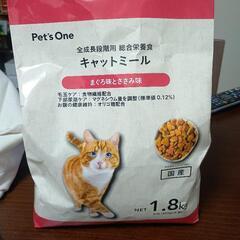 Pet'sOne
全成長段階用 総合栄養食
キャットミール
まぐろ味とささみ味
毛玉ケア：食物繊維配合
下部尿路ケア：マグネシウム量を調整（標準値 0.12%）
お腹の健康維持：オリゴ糖配合
国産
NET 1.8kg